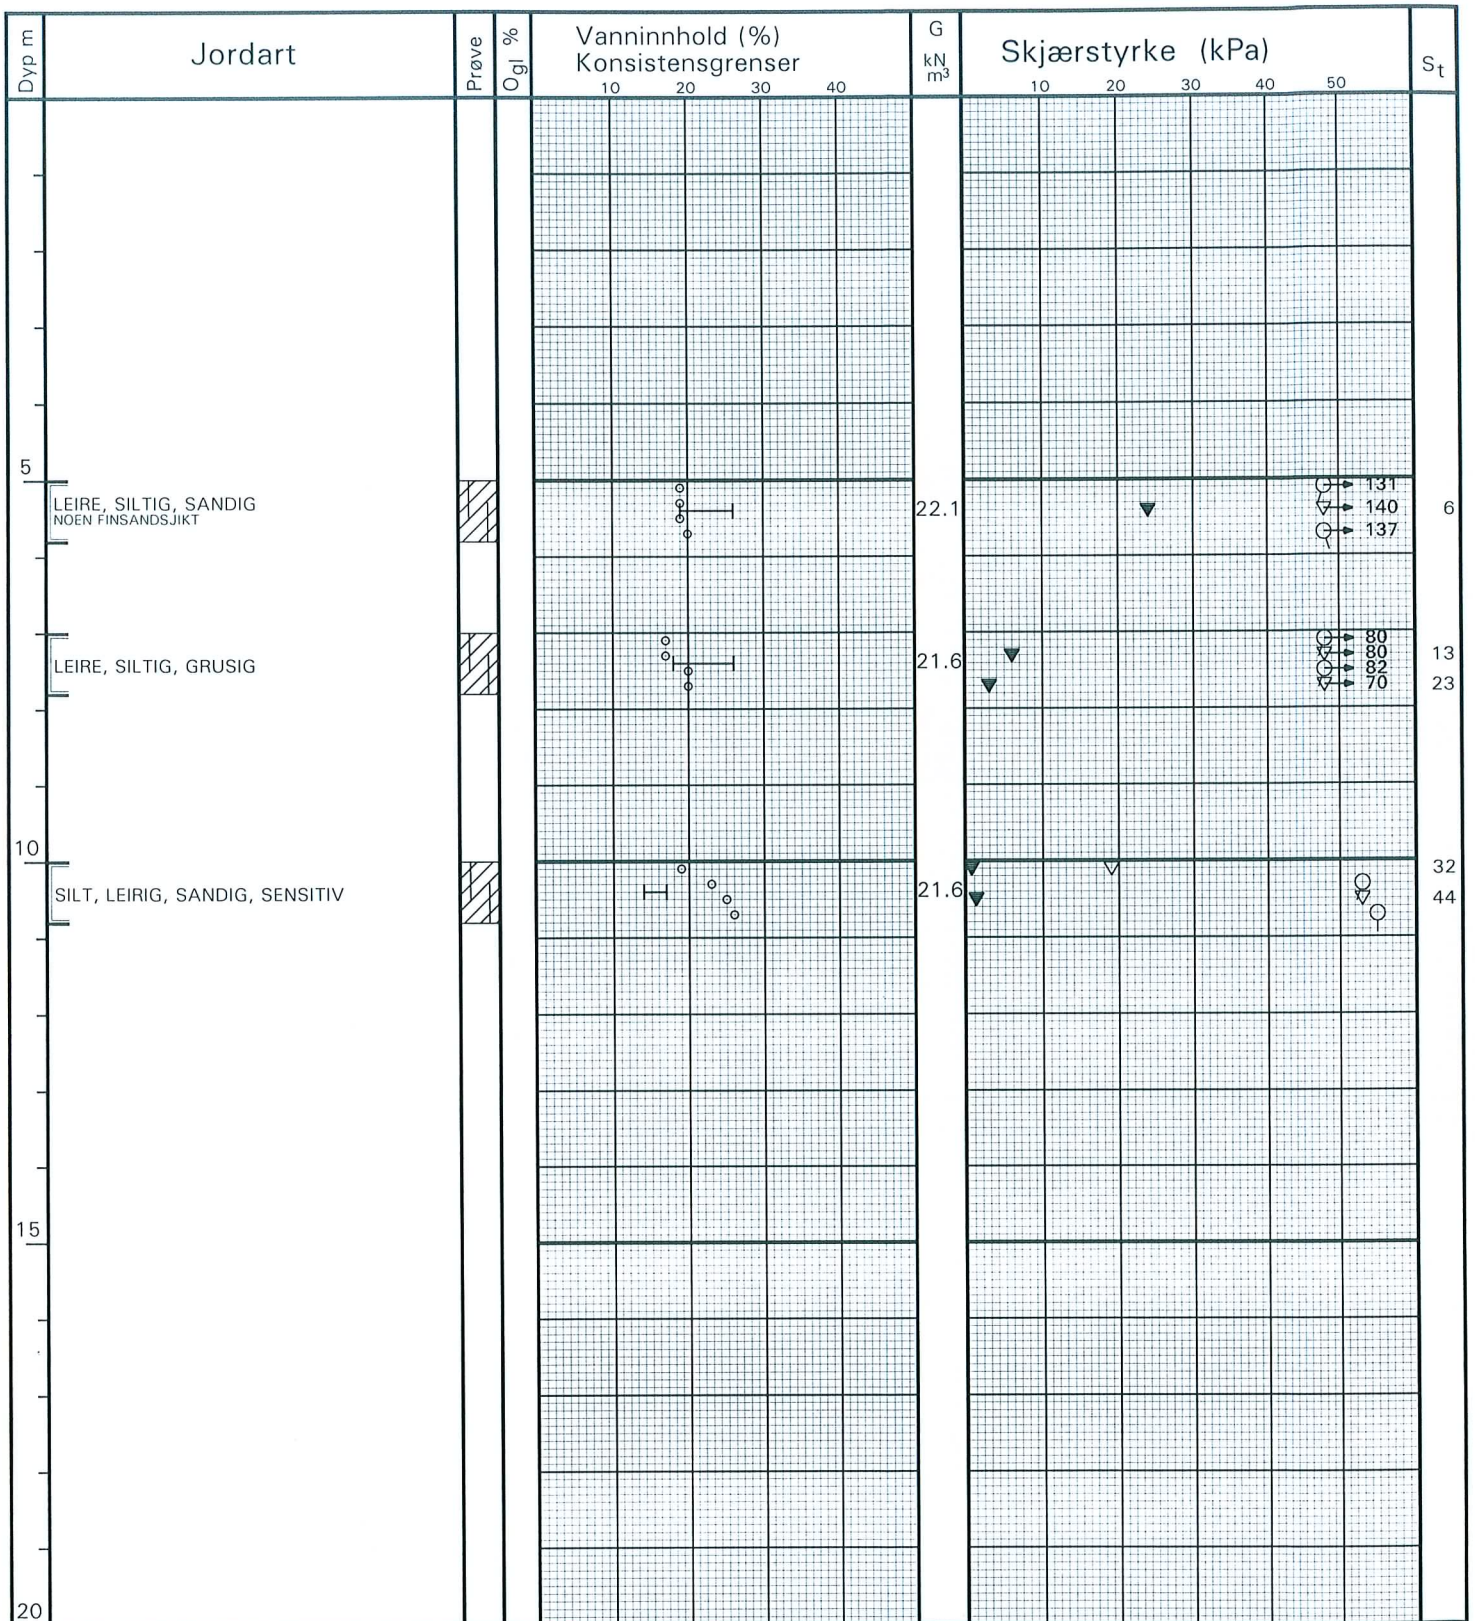 Dyp m
Jordart
Prøve
Ogl %
Vanninnhold (%)
Konsistensgrenser
10 20 30 40
G
kN
m³
Skjærstyrke (kPa)
10 20 30 40 50
St
5
LEIRE, SILTIG, SANDIG
NOEN FINSANDSJIKT
22.1
131
140
137
6
LEIRE, SILTIG, GRUSIG
21.6
80
80
82
70
13
23
10
SILT, LEIRIG, SANDIG, SENSITIV
21.6
32
44
15
20